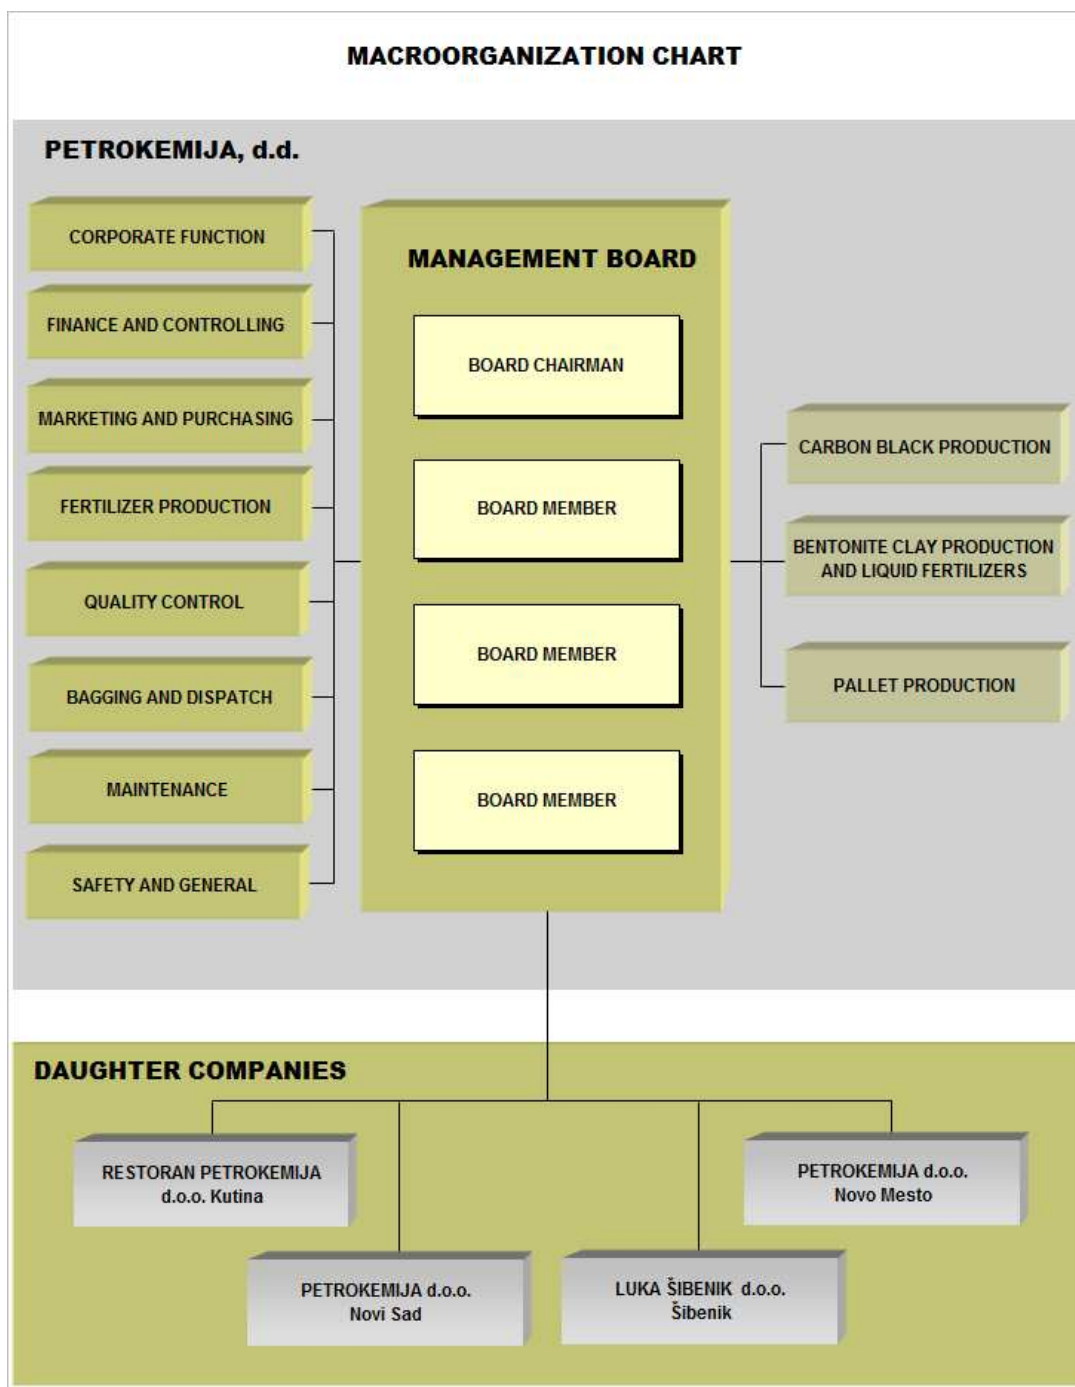 MACROORGANIZATION CHART
PETROKEMIJA, d.d.
CORPORATE FUNCTION
FINANCE AND CONTROLLING
MARKETING AND PURCHASING
FERTILIZER PRODUCTION
QUALITY CONTROL
BAGGING AND DISPATCH
MAINTENANCE
SAFETY AND GENERAL
MANAGEMENT BOARD
BOARD CHAIRMAN
BOARD MEMBER
BOARD MEMBER
BOARD MEMBER
CARBON BLACK PRODUCTION
BENTONITE CLAY PRODUCTION
AND LIQUID FERTILIZERS
PALLET PRODUCTION
DAUGHTER COMPANIES
RESTORAN PETROKEMIJA
d.o.o. Kutina
PETROKEMIJA d.o.o.
Novi Sad
LUKA ŠIBENIK d.o.o.
Šibenik
PETROKEMIJA d.o.o.
Novo Mesto